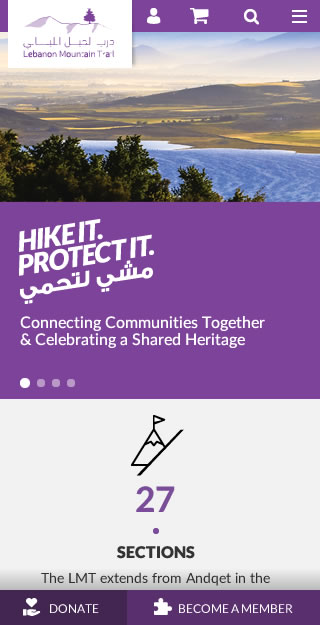 درب الجبل اللبناني
Lebanon Mountain Trail
HIKE IT.
PROTECT IT.
مشي لتحمي
Connecting Communities Together
& Celebrating a Shared Heritage
27
SECTIONS
The LMT extends from Andqet in the
DONATE
BECOME A MEMBER